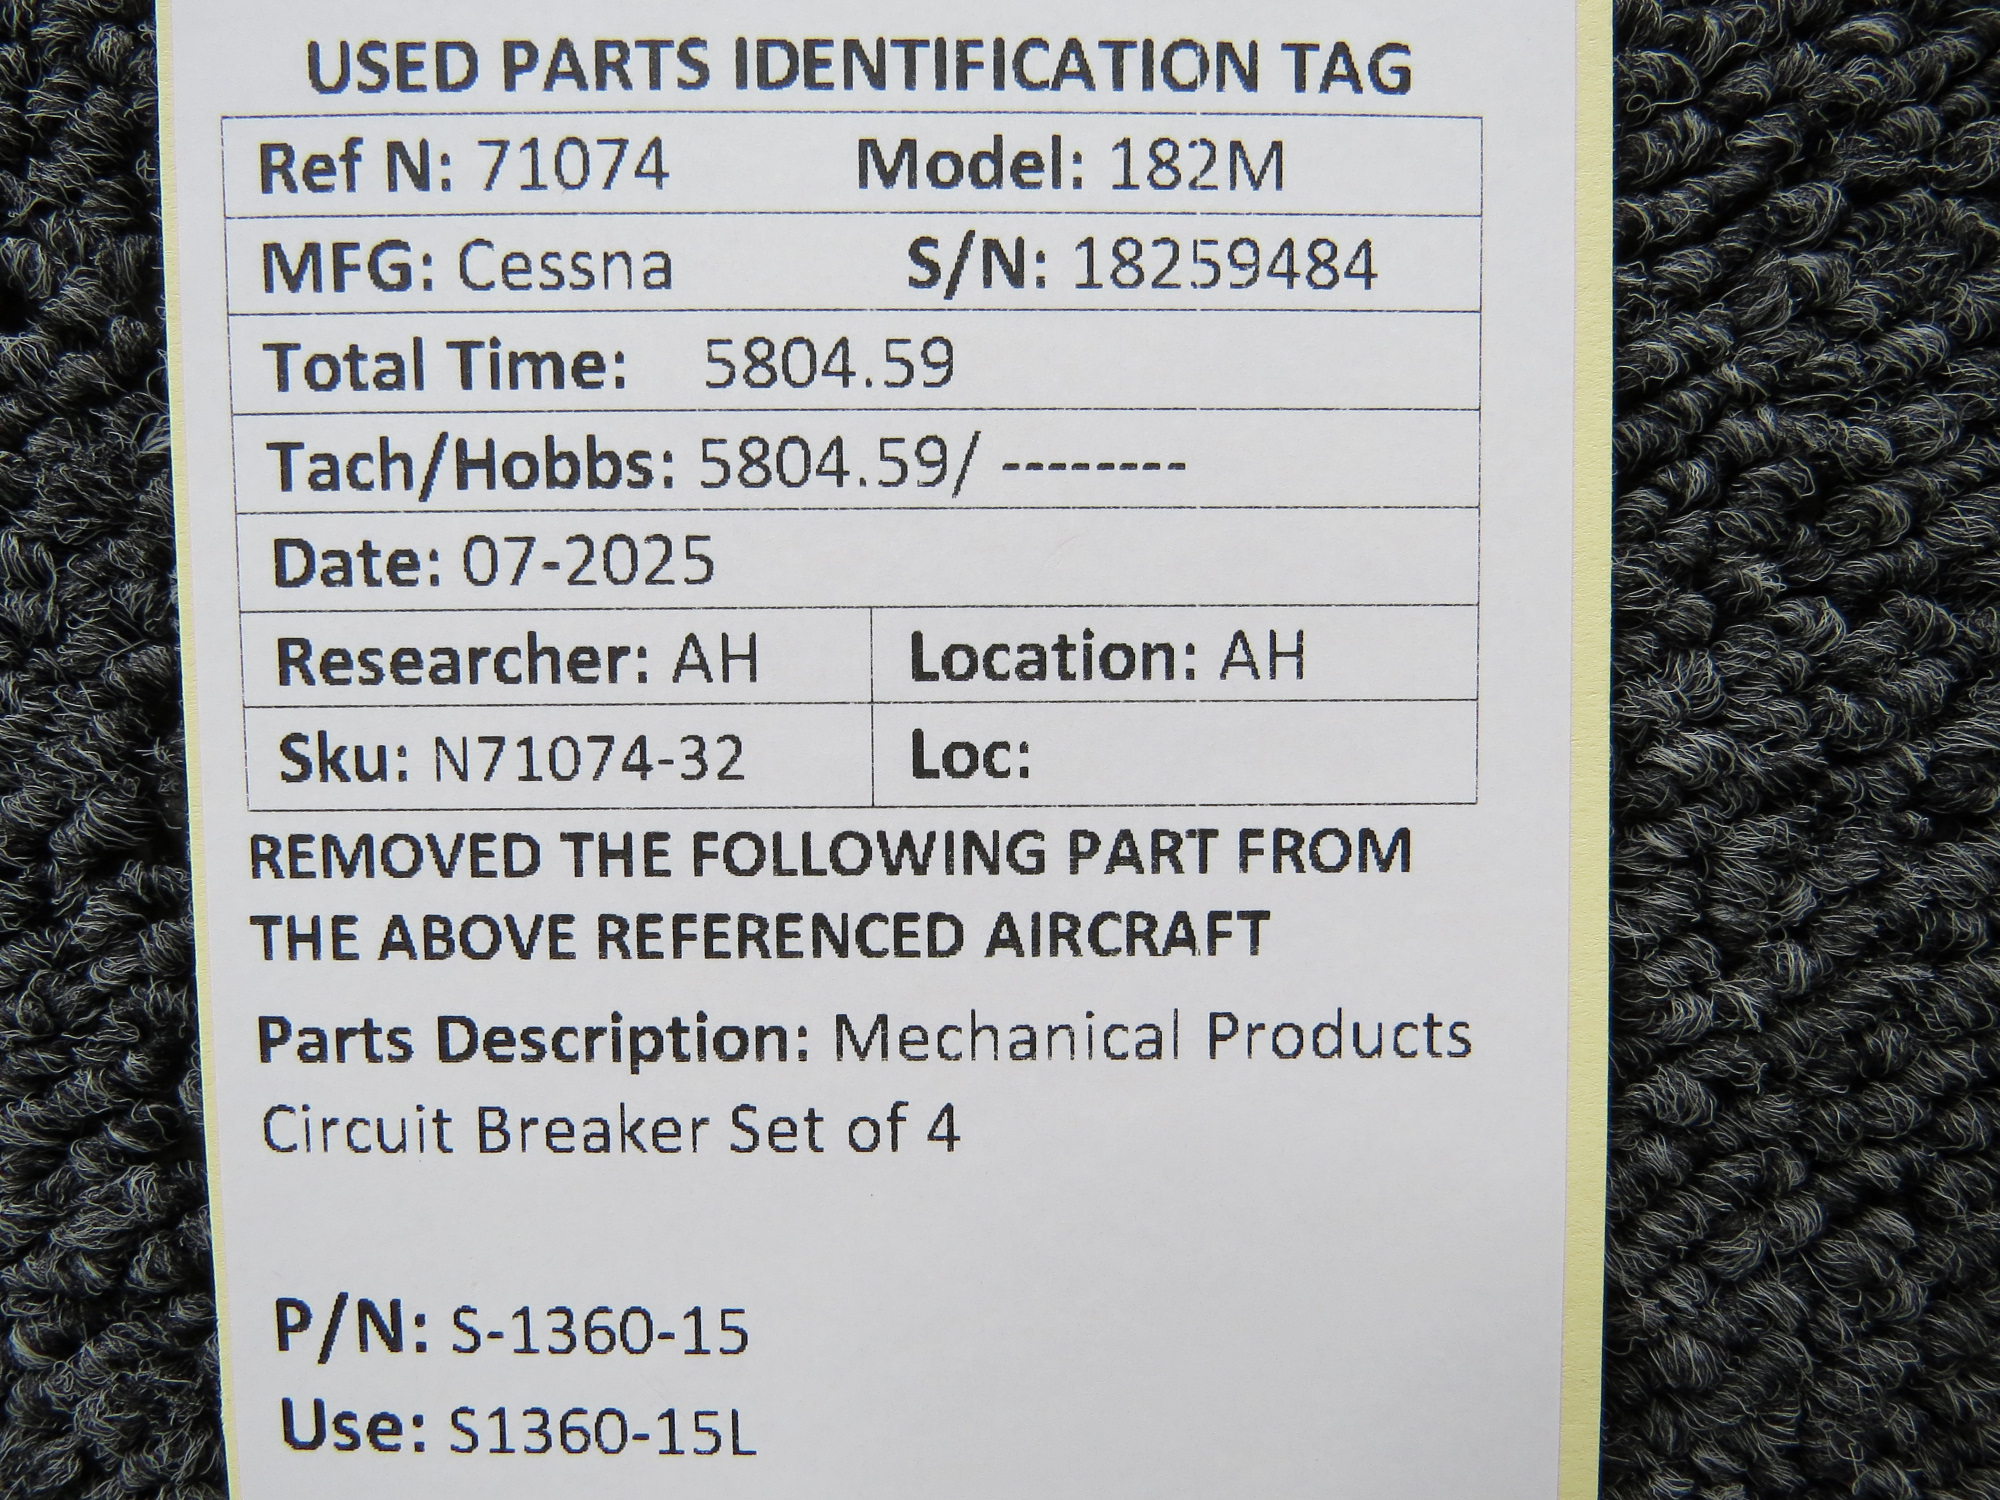 USED PARTS IDENTIFICATION TAG
Ref N: 71074 Model: 182M
MFG: Cessna S/N: 18259484
Total Time: 5804.59
Tach/Hobbs: 5804.59/ --------
Date: 07-2025
Researcher: AH Location: AH
Sku: N71074-32 Loc:
REMOVED THE FOLLOWING PART FROM
THE ABOVE REFERENCED AIRCRAFT
Parts Description: Mechanical Products
Circuit Breaker Set of 4
P/N: S-1360-15
Use: S1360-15L